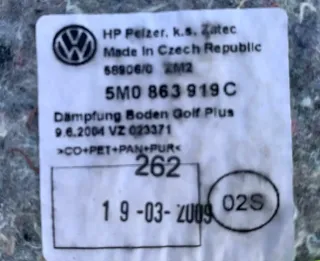 HP Pelzer. k.s. Zatec
Made in Czech Republic
58906/0 ZM2
5M0 863 919 C
Dämpfung Boden Golf Plus
9.6.2004 VZ 023371
>CO+PET+PAN+PUR<
262
19-03-2009
02S